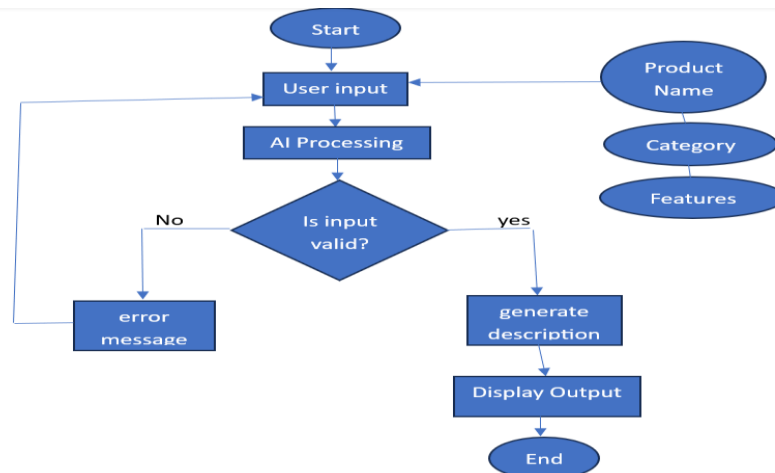 Start
User input
Product
Name
AI Processing
Category
Features
Is input
valid?
No
yes
error
message
generate
description
Display Output
End